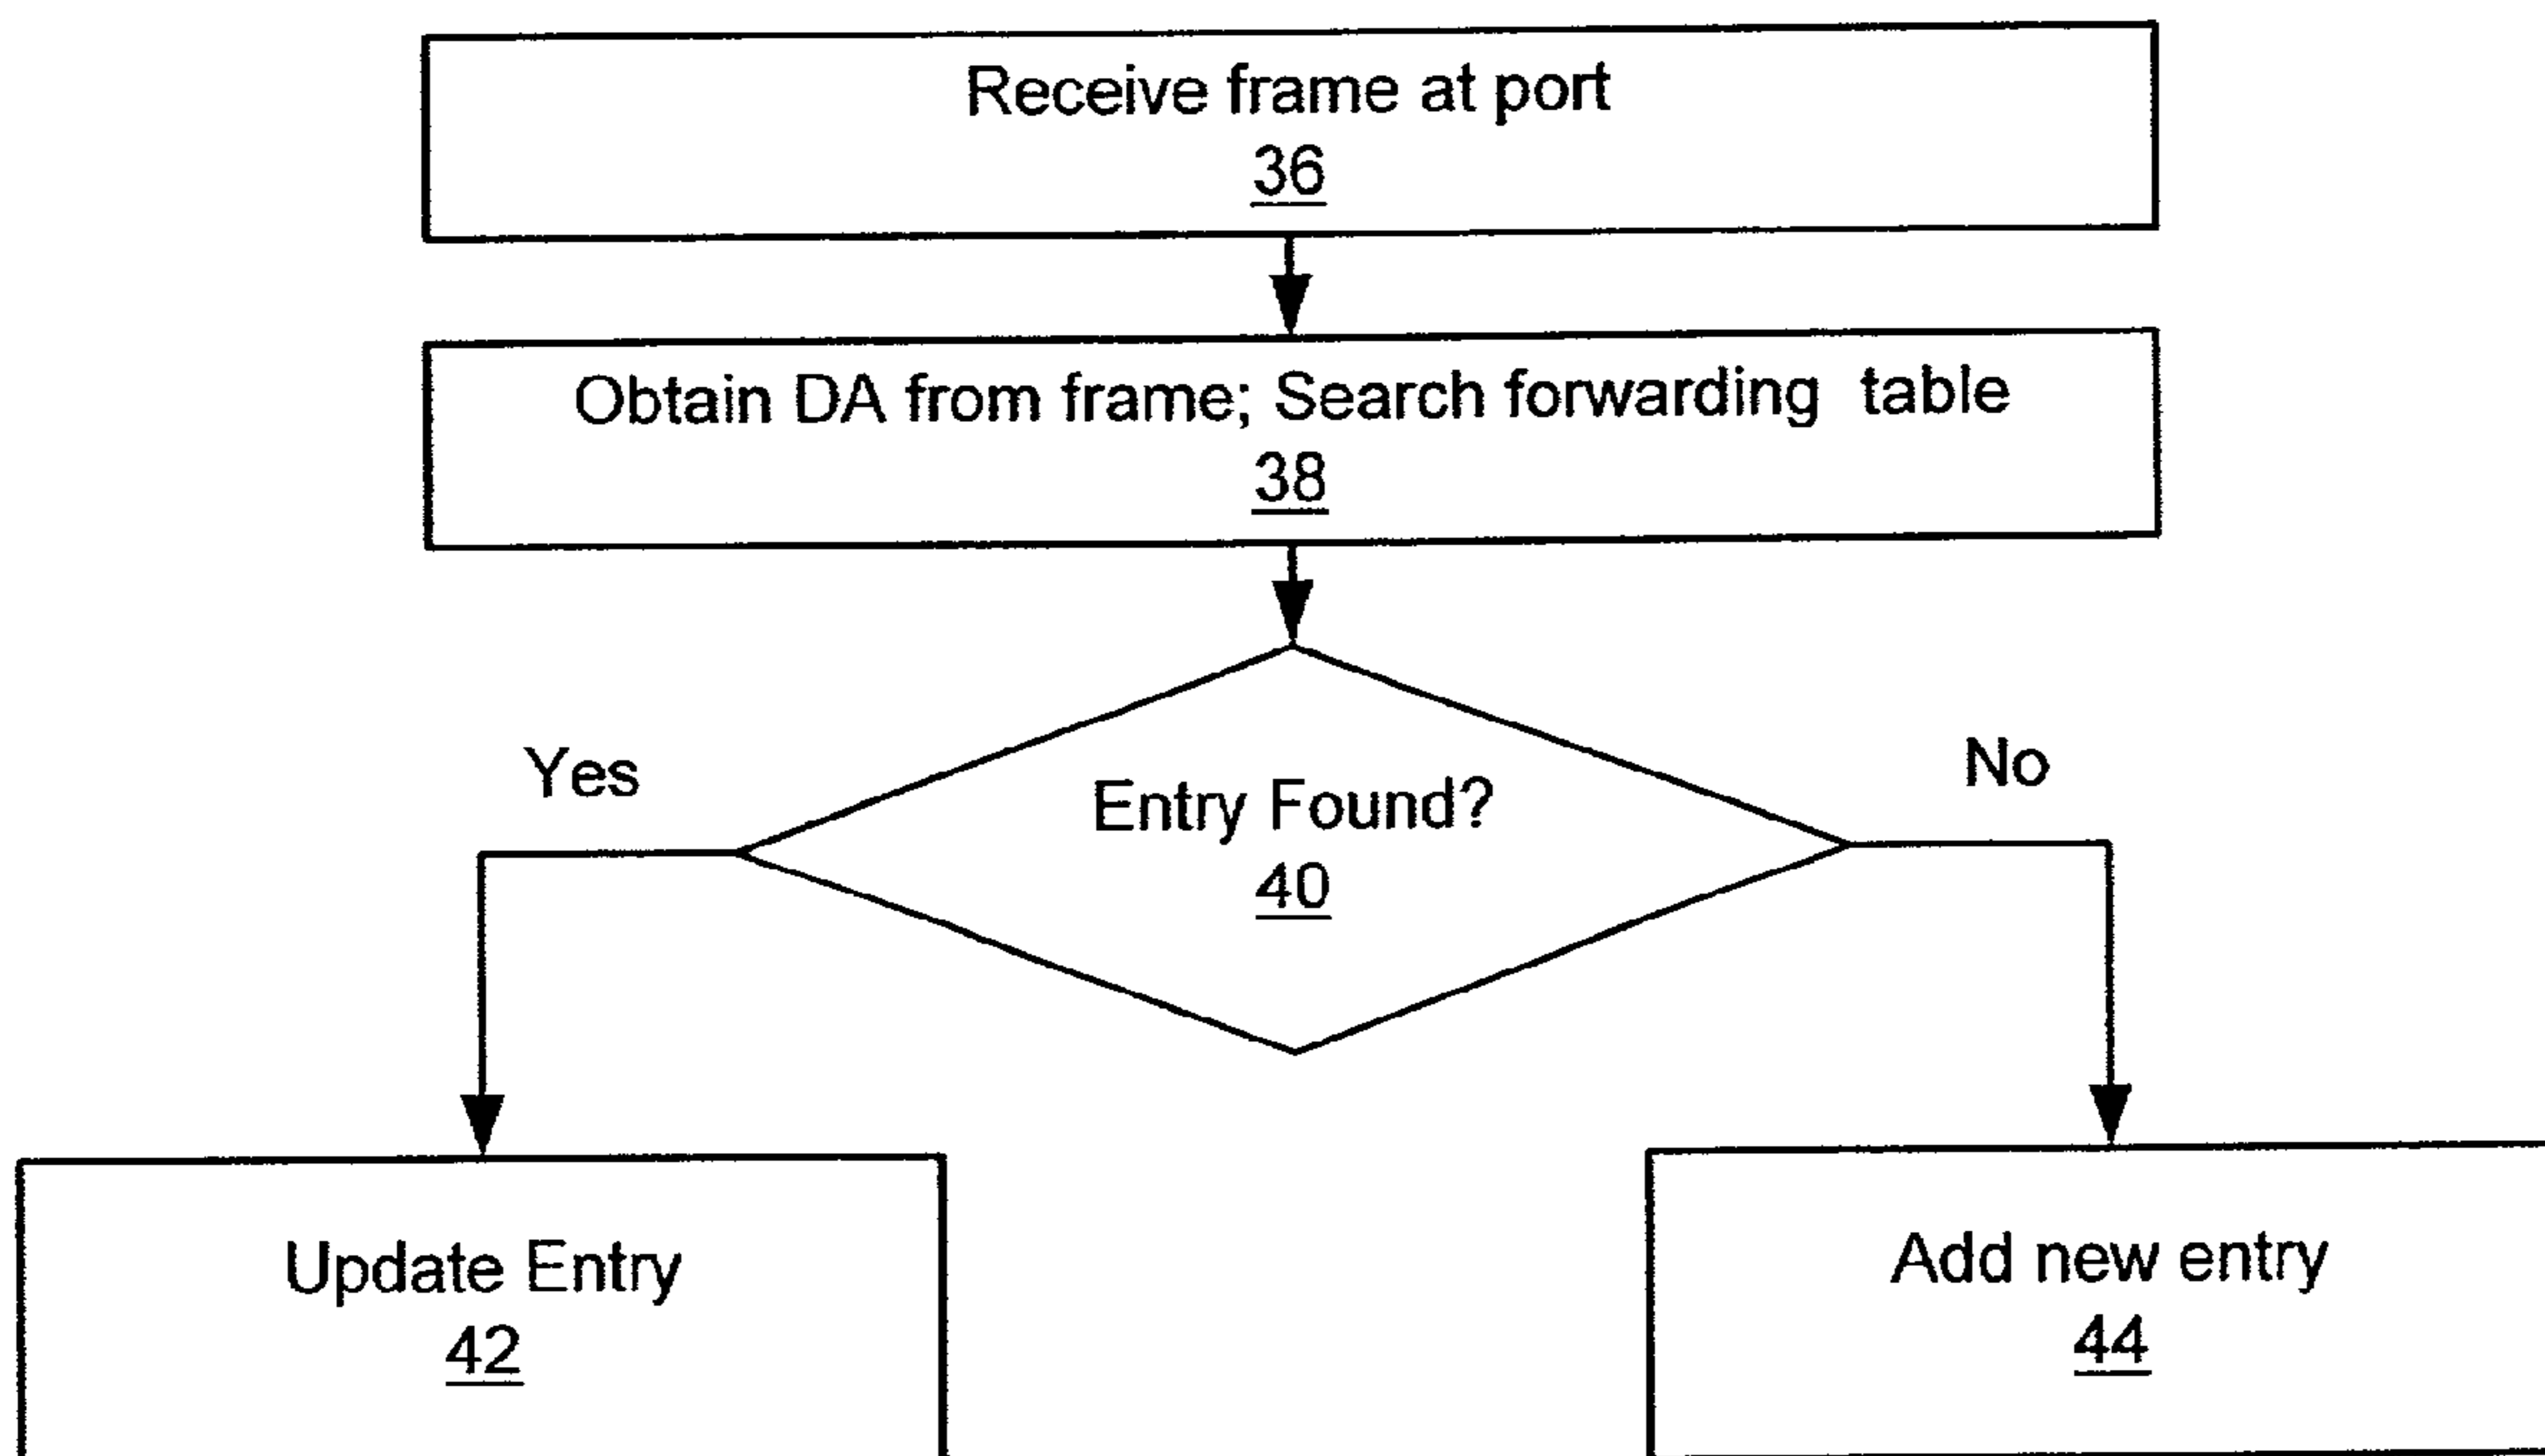 Receive frame at port
36
Obtain DA from frame; Search forwarding table
38
Yes
No
Entry Found?
40
Update Entry
42
Add new entry
44